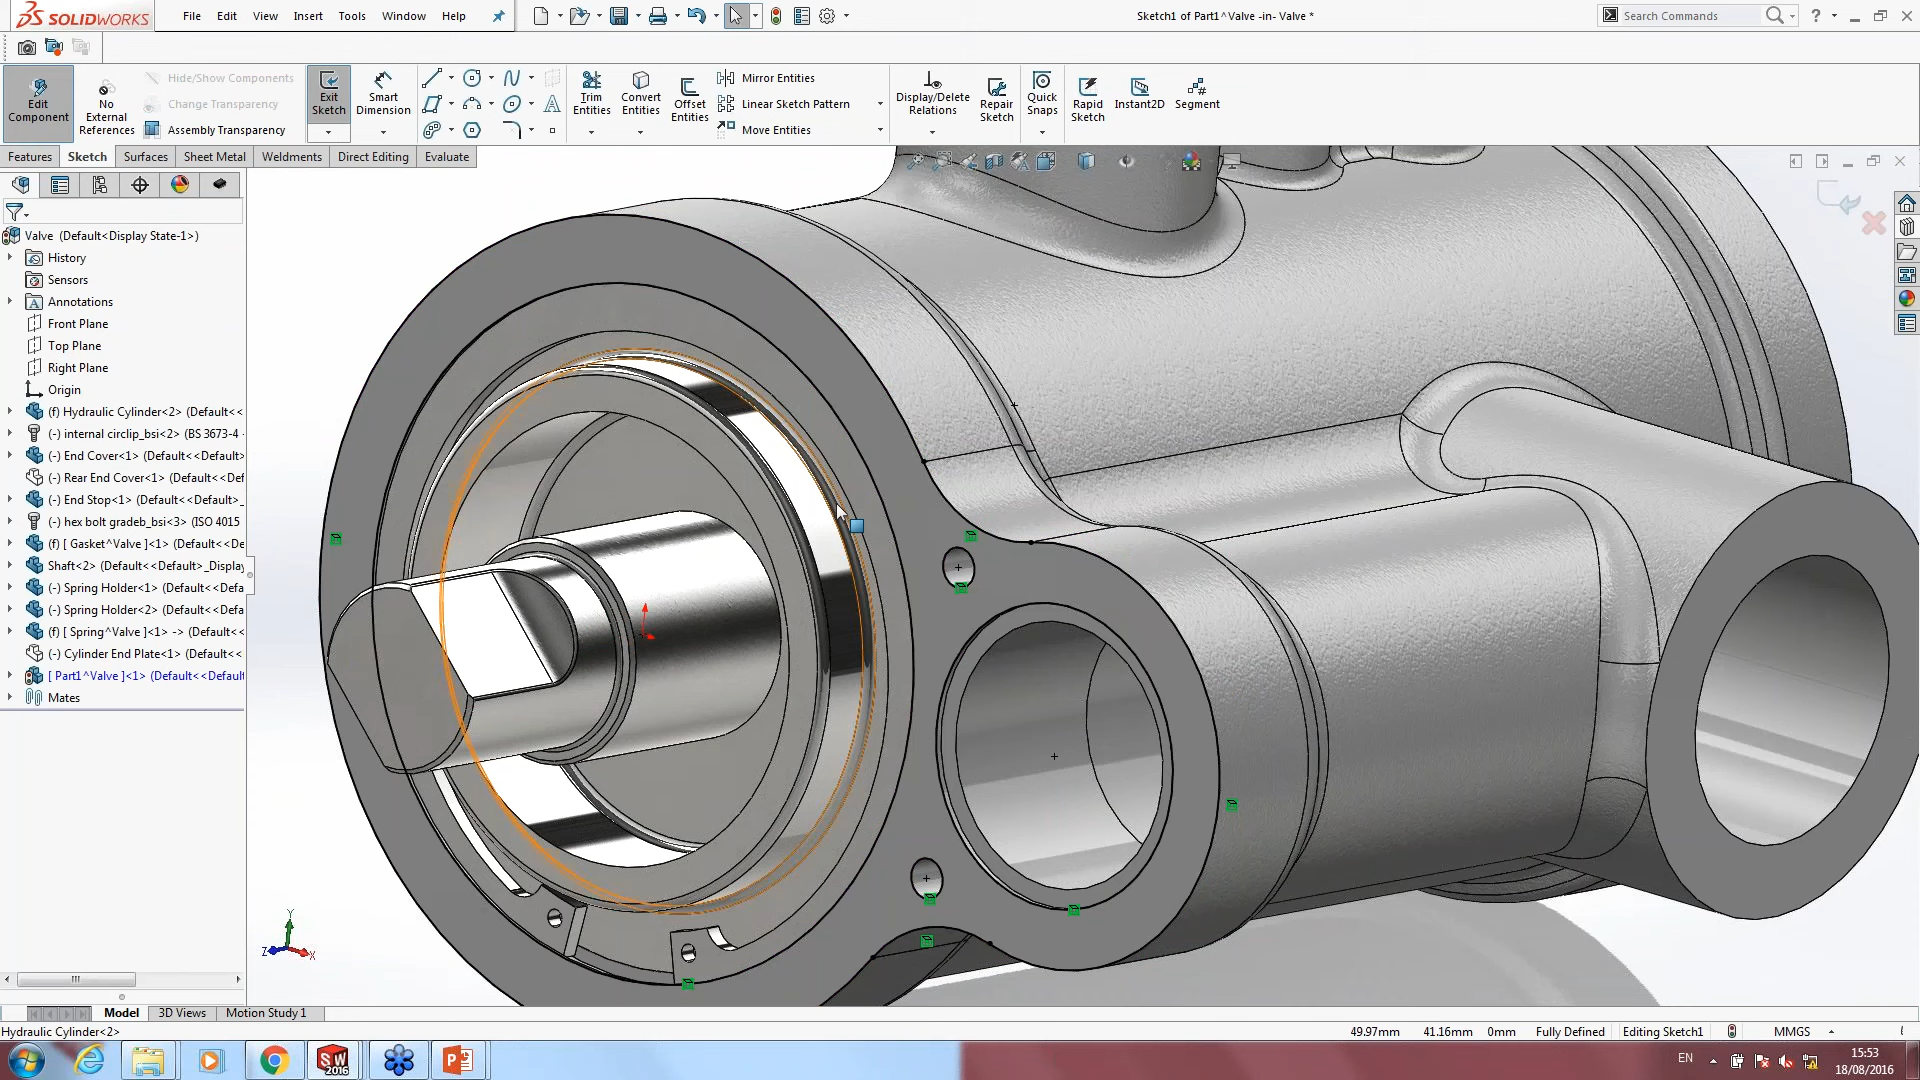 SOLIDWORKS
File Edit View Insert Tools Window Help
Sketch1 of Part1^Valve -in- Valve *
Search Commands
Edit Component
No External References
Hide/Show Components
Change Transparency
Assembly Transparency
Exit Sketch
Smart Dimension
Trim Entities
Convert Entities
Offset Entities
Mirror Entities
Linear Sketch Pattern
Move Entities
Display/Delete Relations
Repair Sketch
Quick Snaps
Rapid Sketch
Instant2D
Segment
Features Sketch Surfaces Sheet Metal Weldments Direct Editing Evaluate
Valve (Default<Display State-1>)
History
Sensors
Annotations
Front Plane
Top Plane
Right Plane
Origin
(f) Hydraulic Cylinder<2> (Default<<
(-) internal circlip_bsi<2> (BS 3673-4 -
(-) End Cover<1> (Default<<Default>
(-) Rear End Cover<1> (Default<<Def
(-) End Stop<1> (Default<<Default>_
(-) hex bolt gradeb_bsi<3> (ISO 4015
(f) [ Gasket^Valve ]<1> (Default<<De
Shaft<2> (Default<<Default>_Display
(-) Spring Holder<1> (Default<<Defa
(-) Spring Holder<2> (Default<<Defa
(f) [ Spring^Valve ]<1> -> (Default<<
(-) Cylinder End Plate<1> (Default<<
[ Part1^Valve ]<1> (Default<<Default
Mates
Y
Z X
Model 3D Views Motion Study 1
Hydraulic Cylinder<2>
49.97mm 41.16mm 0mm Fully Defined Editing Sketch1 MMGS
SW 2016
EN
15:53
18/08/2016